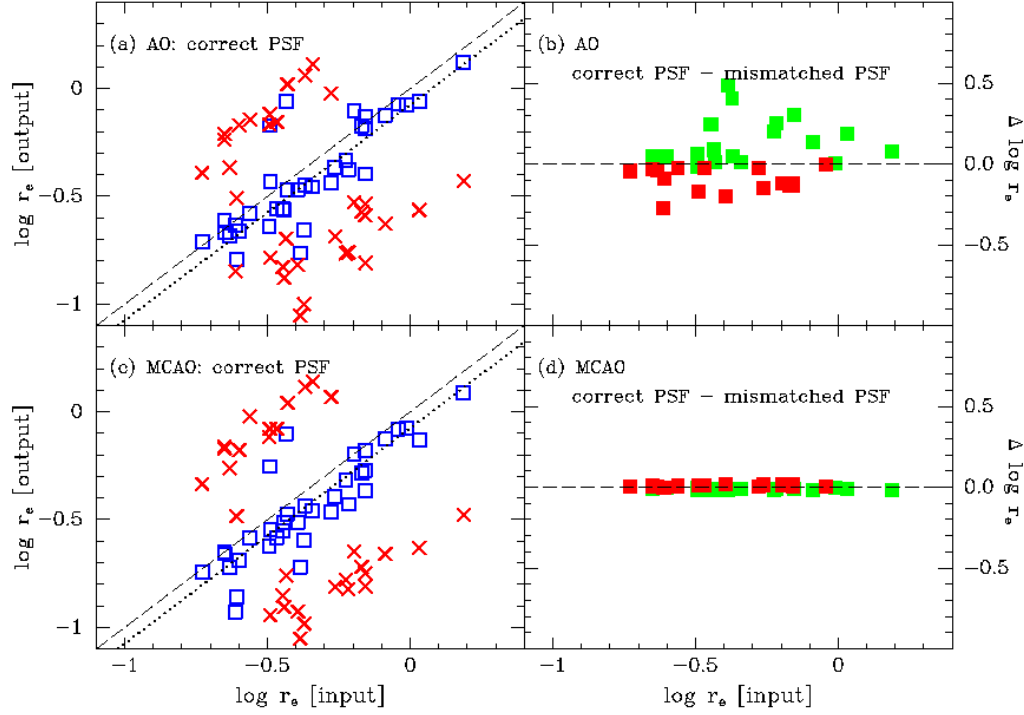 (a) AO: correct PSF
(b) AO
correct PSF − mismatched PSF
0
−0.5
−1
log rₑ [output]
0.5
0.0
−0.5
Δ log rₑ
(c) MCAO: correct PSF
(d) MCAO
correct PSF − mismatched PSF
0
−0.5
−1
log rₑ [output]
0.5
0.0
−0.5
Δ log rₑ
−1
−0.5
0
−1
−0.5
0
log rₑ [input]
log rₑ [input]